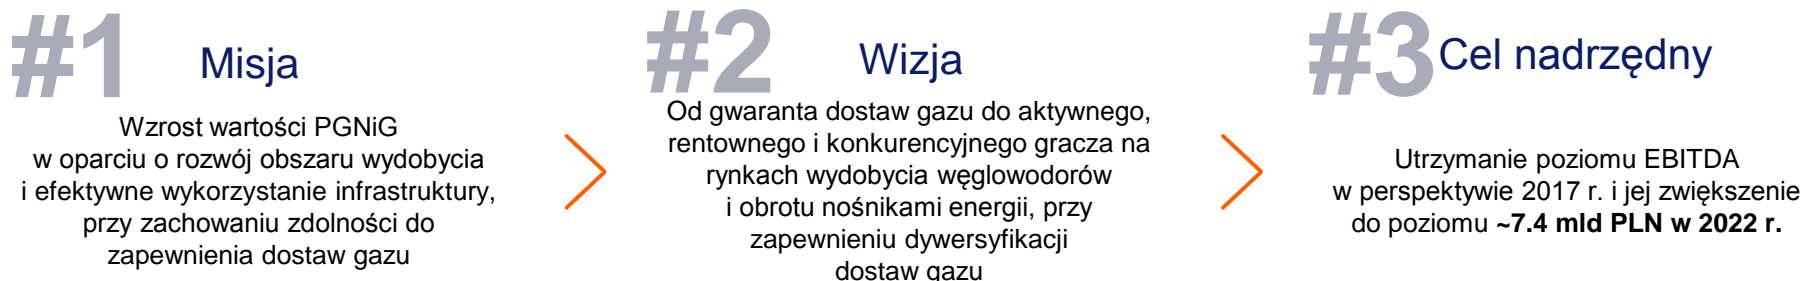 #1 Misja
Wzrost wartości PGNiG
w oparciu o rozwój obszaru wydobycia
i efektywne wykorzystanie infrastruktury,
przy zachowaniu zdolności do
zapewnienia dostaw gazu
#2 Wizja
Od gwaranta dostaw gazu do aktywnego,
rentownego i konkurencyjnego gracza na
rynkach wydobycia węglowodorów
i obrotu nośnikami energii, przy
zapewnieniu dywersyfikacji
dostaw gazu
#3 Cel nadrzędny
Utrzymanie poziomu EBITDA
w perspektywie 2017 r. i jej zwiększenie
do poziomu ~7.4 mld PLN w 2022 r.